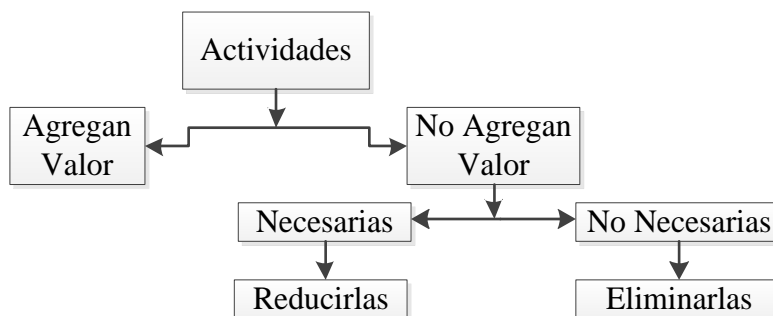 Actividades
Agregan
Valor
No Agregan
Valor
Necesarias
No Necesarias
Reducirlas
Eliminarlas